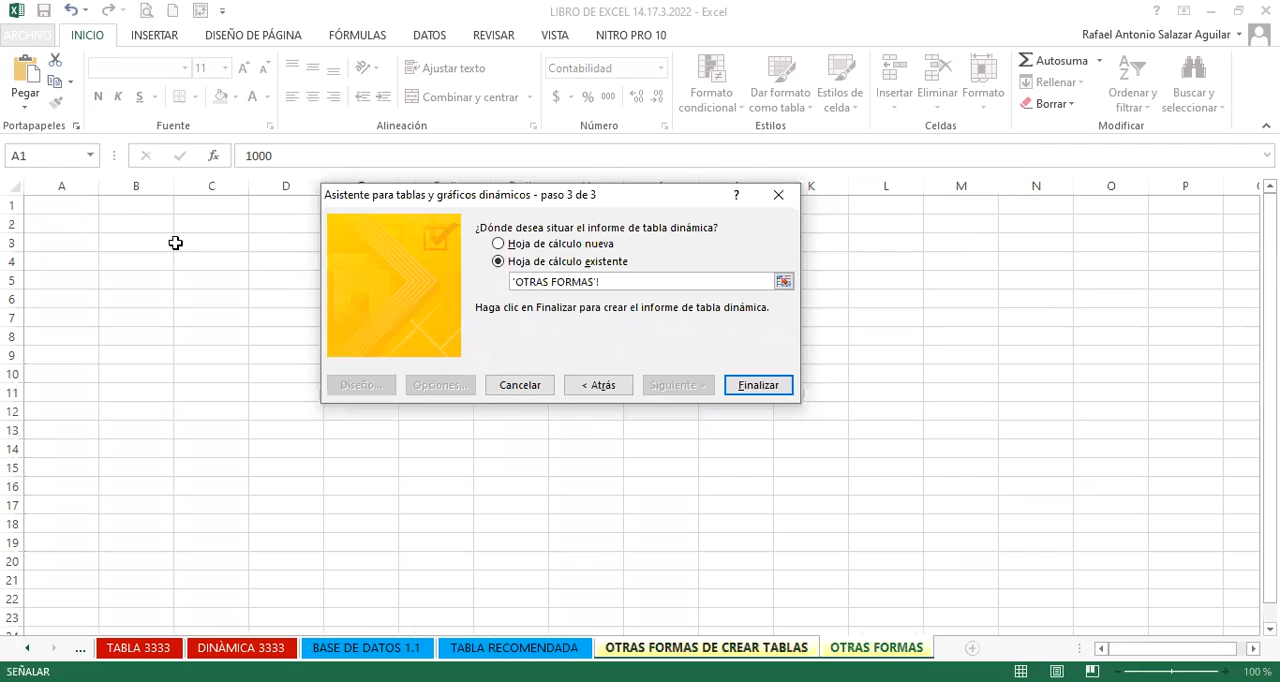 LIBRO DE EXCEL 14.17.3.2022 - Excel
ARCHIVO INICIO INSERTAR DISEÑO DE PÁGINA FÓRMULAS DATOS REVISAR VISTA NITRO PRO 10 Rafael Antonio Salazar Aguilar
Pegar
11
Ajustar texto
Combinar y centrar
N K S
Contabilidad
$ % 000
Formato condicional
Dar formato como tabla
Estilos de celda
Insertar
Eliminar
Formato
Autosuma
Rellenar
Borrar
Ordenar y filtrar
Buscar y seleccionar
Portapapeles Fuente Alineación Número Estilos Celdas Modificar
A1 fx 1000
A B C D K L M N O P
1
2
3
4
5
6
7
8
9
10
11
12
13
14
15
16
17
18
19
20
21
22
23
Asistente para tablas y gráficos dinámicos - paso 3 de 3
¿Dónde desea situar el informe de tabla dinámica?
Hoja de cálculo nueva
Hoja de cálculo existente
'OTRAS FORMAS'!
Haga clic en Finalizar para crear el informe de tabla dinámica.
Diseño... Opciones... Cancelar < Atrás Siguiente > Finalizar
... TABLA 3333 DINÀMICA 3333 BASE DE DATOS 1.1 TABLA RECOMENDADA OTRAS FORMAS DE CREAR TABLAS OTRAS FORMAS
SEÑALAR 100 %